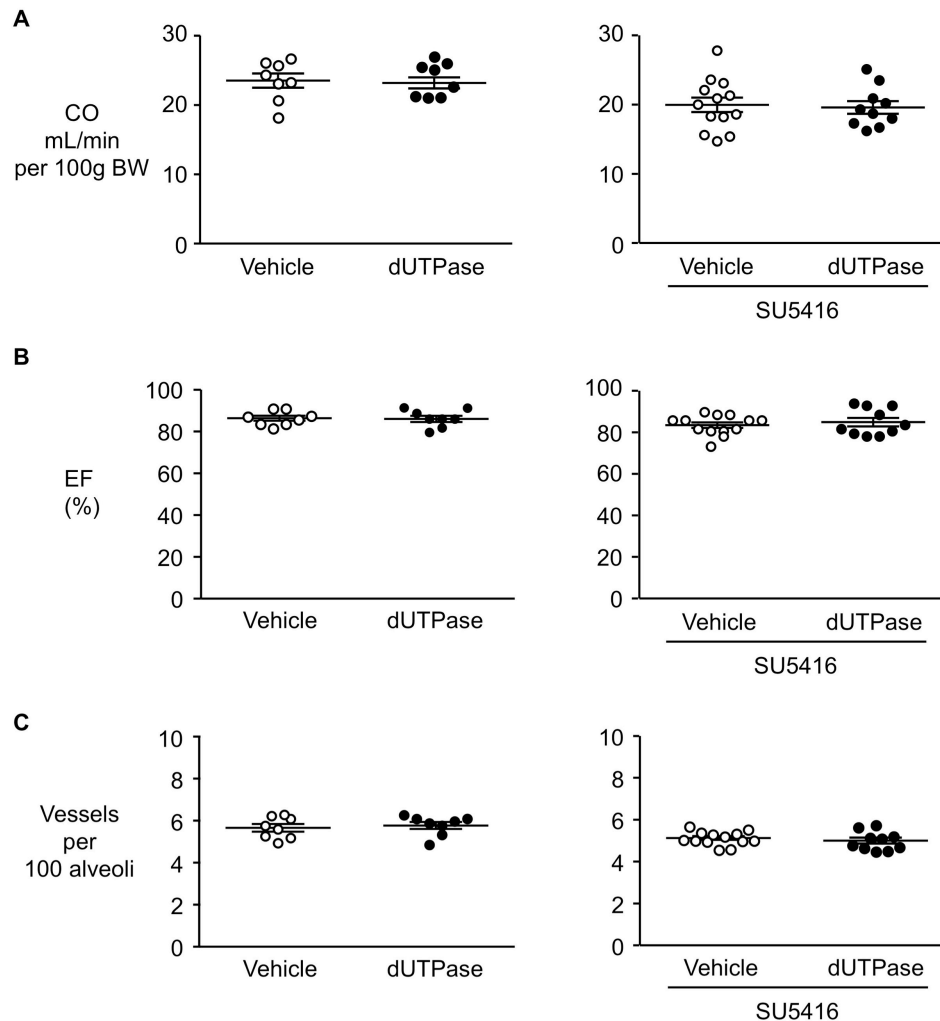 A
CO
mL/min
per 100g BW
30
20
10
0
Vehicle dUTPase
30
20
10
0
Vehicle dUTPase
SU5416
B
EF
(%)
100
80
60
40
20
0
Vehicle dUTPase
100
80
60
40
20
0
Vehicle dUTPase
SU5416
C
Vessels
per
100 alveoli
10
8
6
4
2
0
Vehicle dUTPase
10
8
6
4
2
0
Vehicle dUTPase
SU5416